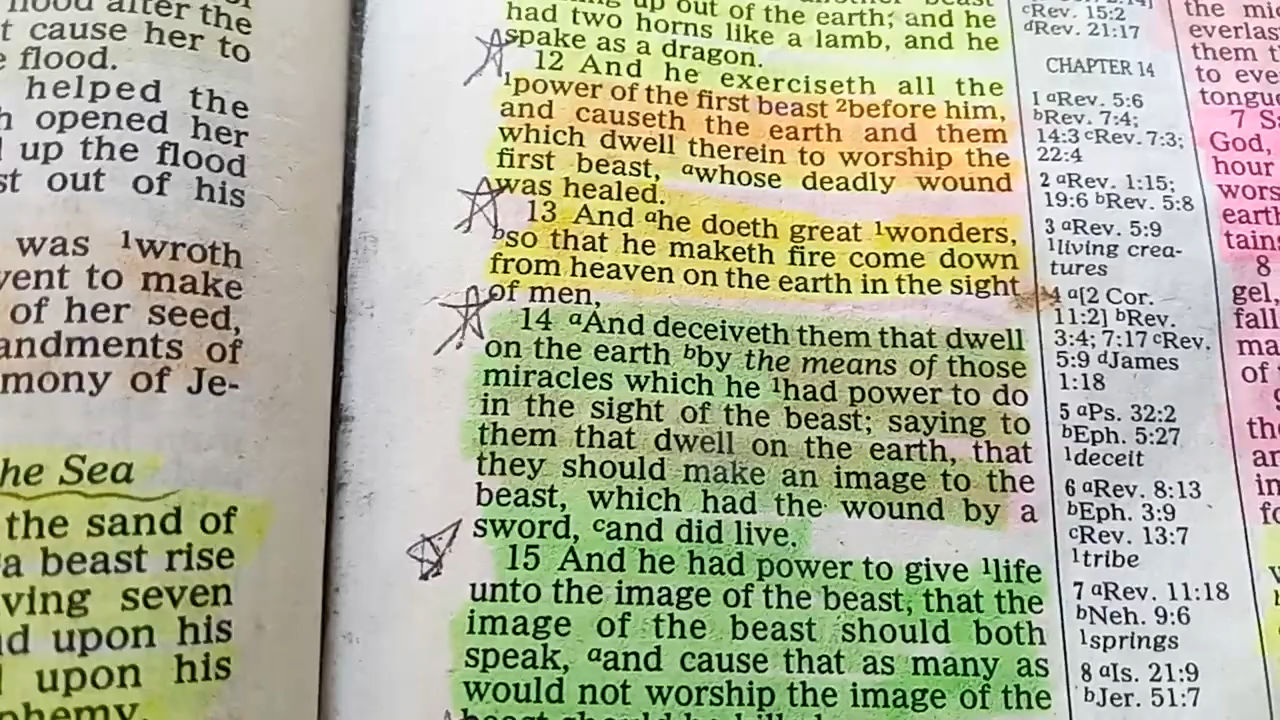 after the
t cause her to
e flood.
helped the
h opened her
up the flood
st out of his
was ¹wroth
vent to make
of her seed,
andments of
mony of Je-
he Sea
the sand of
a beast rise
ving seven
nd upon his
upon his
phemy.
up out of the earth; and he
had two horns like a lamb, and he
spake as a dragon.
12 And he exerciseth all the
¹power of the first beast ²before him,
and causeth the earth and them
which dwell therein to worship the
first beast, ᵃwhose deadly wound
was healed.
13 And ᵃhe doeth great ¹wonders,
ᵇso that he maketh fire come down
from heaven on the earth in the sight
of men,
14 ᵃAnd deceiveth them that dwell
on the earth ᵇby the means of those
miracles which he ¹had power to do
in the sight of the beast; saying to
them that dwell on the earth, that
they should make an image to the
beast, which had the wound by a
sword, ᶜand did live.
15 And he had power to give ¹life
unto the image of the beast, that the
image of the beast should both
speak, ᵃand cause that as many as
would not worship the image of the
ᶜRev. 15:2
ᵈRev. 21:17
CHAPTER 14
1 ᵃRev. 5:6
ᵇRev. 7:4;
14:3 ᶜRev. 7:3;
22:4
2 ᵃRev. 1:15;
19:6 ᵇRev. 5:8
3 ᵃRev. 5:9
¹living crea-
tures
4 ᵃ[2 Cor.
11:2] ᵇRev.
3:4; 7:17 ᶜRev.
5:9 ᵈJames
1:18
5 ᵃPs. 32:2
ᵇEph. 5:27
¹deceit
6 ᵃRev. 8:13
ᵇEph. 3:9
ᶜRev. 13:7
¹tribe
7 ᵃRev. 11:18
ᵇNeh. 9:6
¹springs
8 ᵃIs. 21:9
ᵇJer. 51:7
the mi
everlas
them t
to eve
tongue
7 S
God,
hour
wors
earth
tain
8
gel,
fall
ma
of
the
an
in
fo